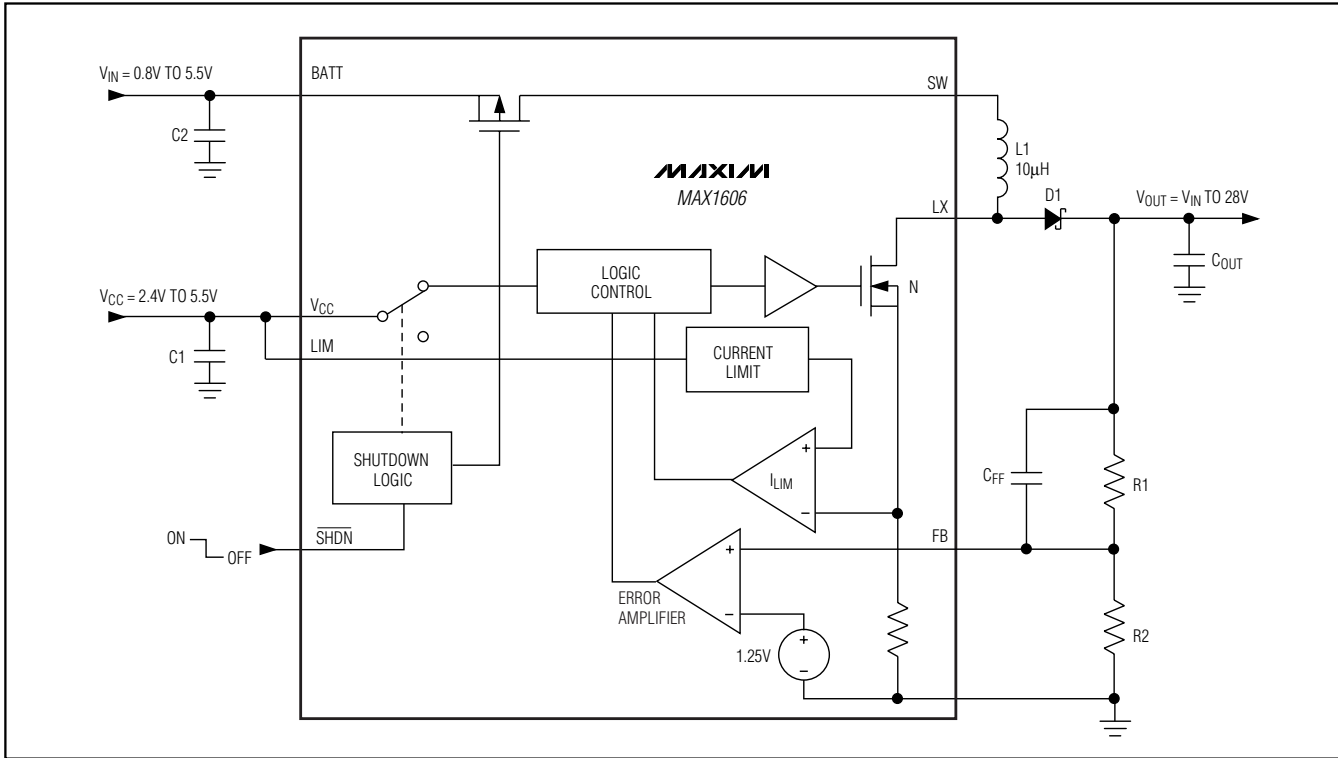 V_IN = 0.8V TO 5.5V
BATT
SW
C2
L1
10µH
MAXIM
MAX1606
LX
D1
V_OUT = V_IN TO 28V
C_OUT
LOGIC
CONTROL
N
V_CC = 2.4V TO 5.5V
V_CC
LIM
C1
CURRENT
LIMIT
SHUTDOWN
LOGIC
+
I_LIM
−
C_FF
R1
ON
OFF
S̅H̅D̅N̅
FB
+
ERROR
AMPLIFIER
−
1.25V
+
−
R2